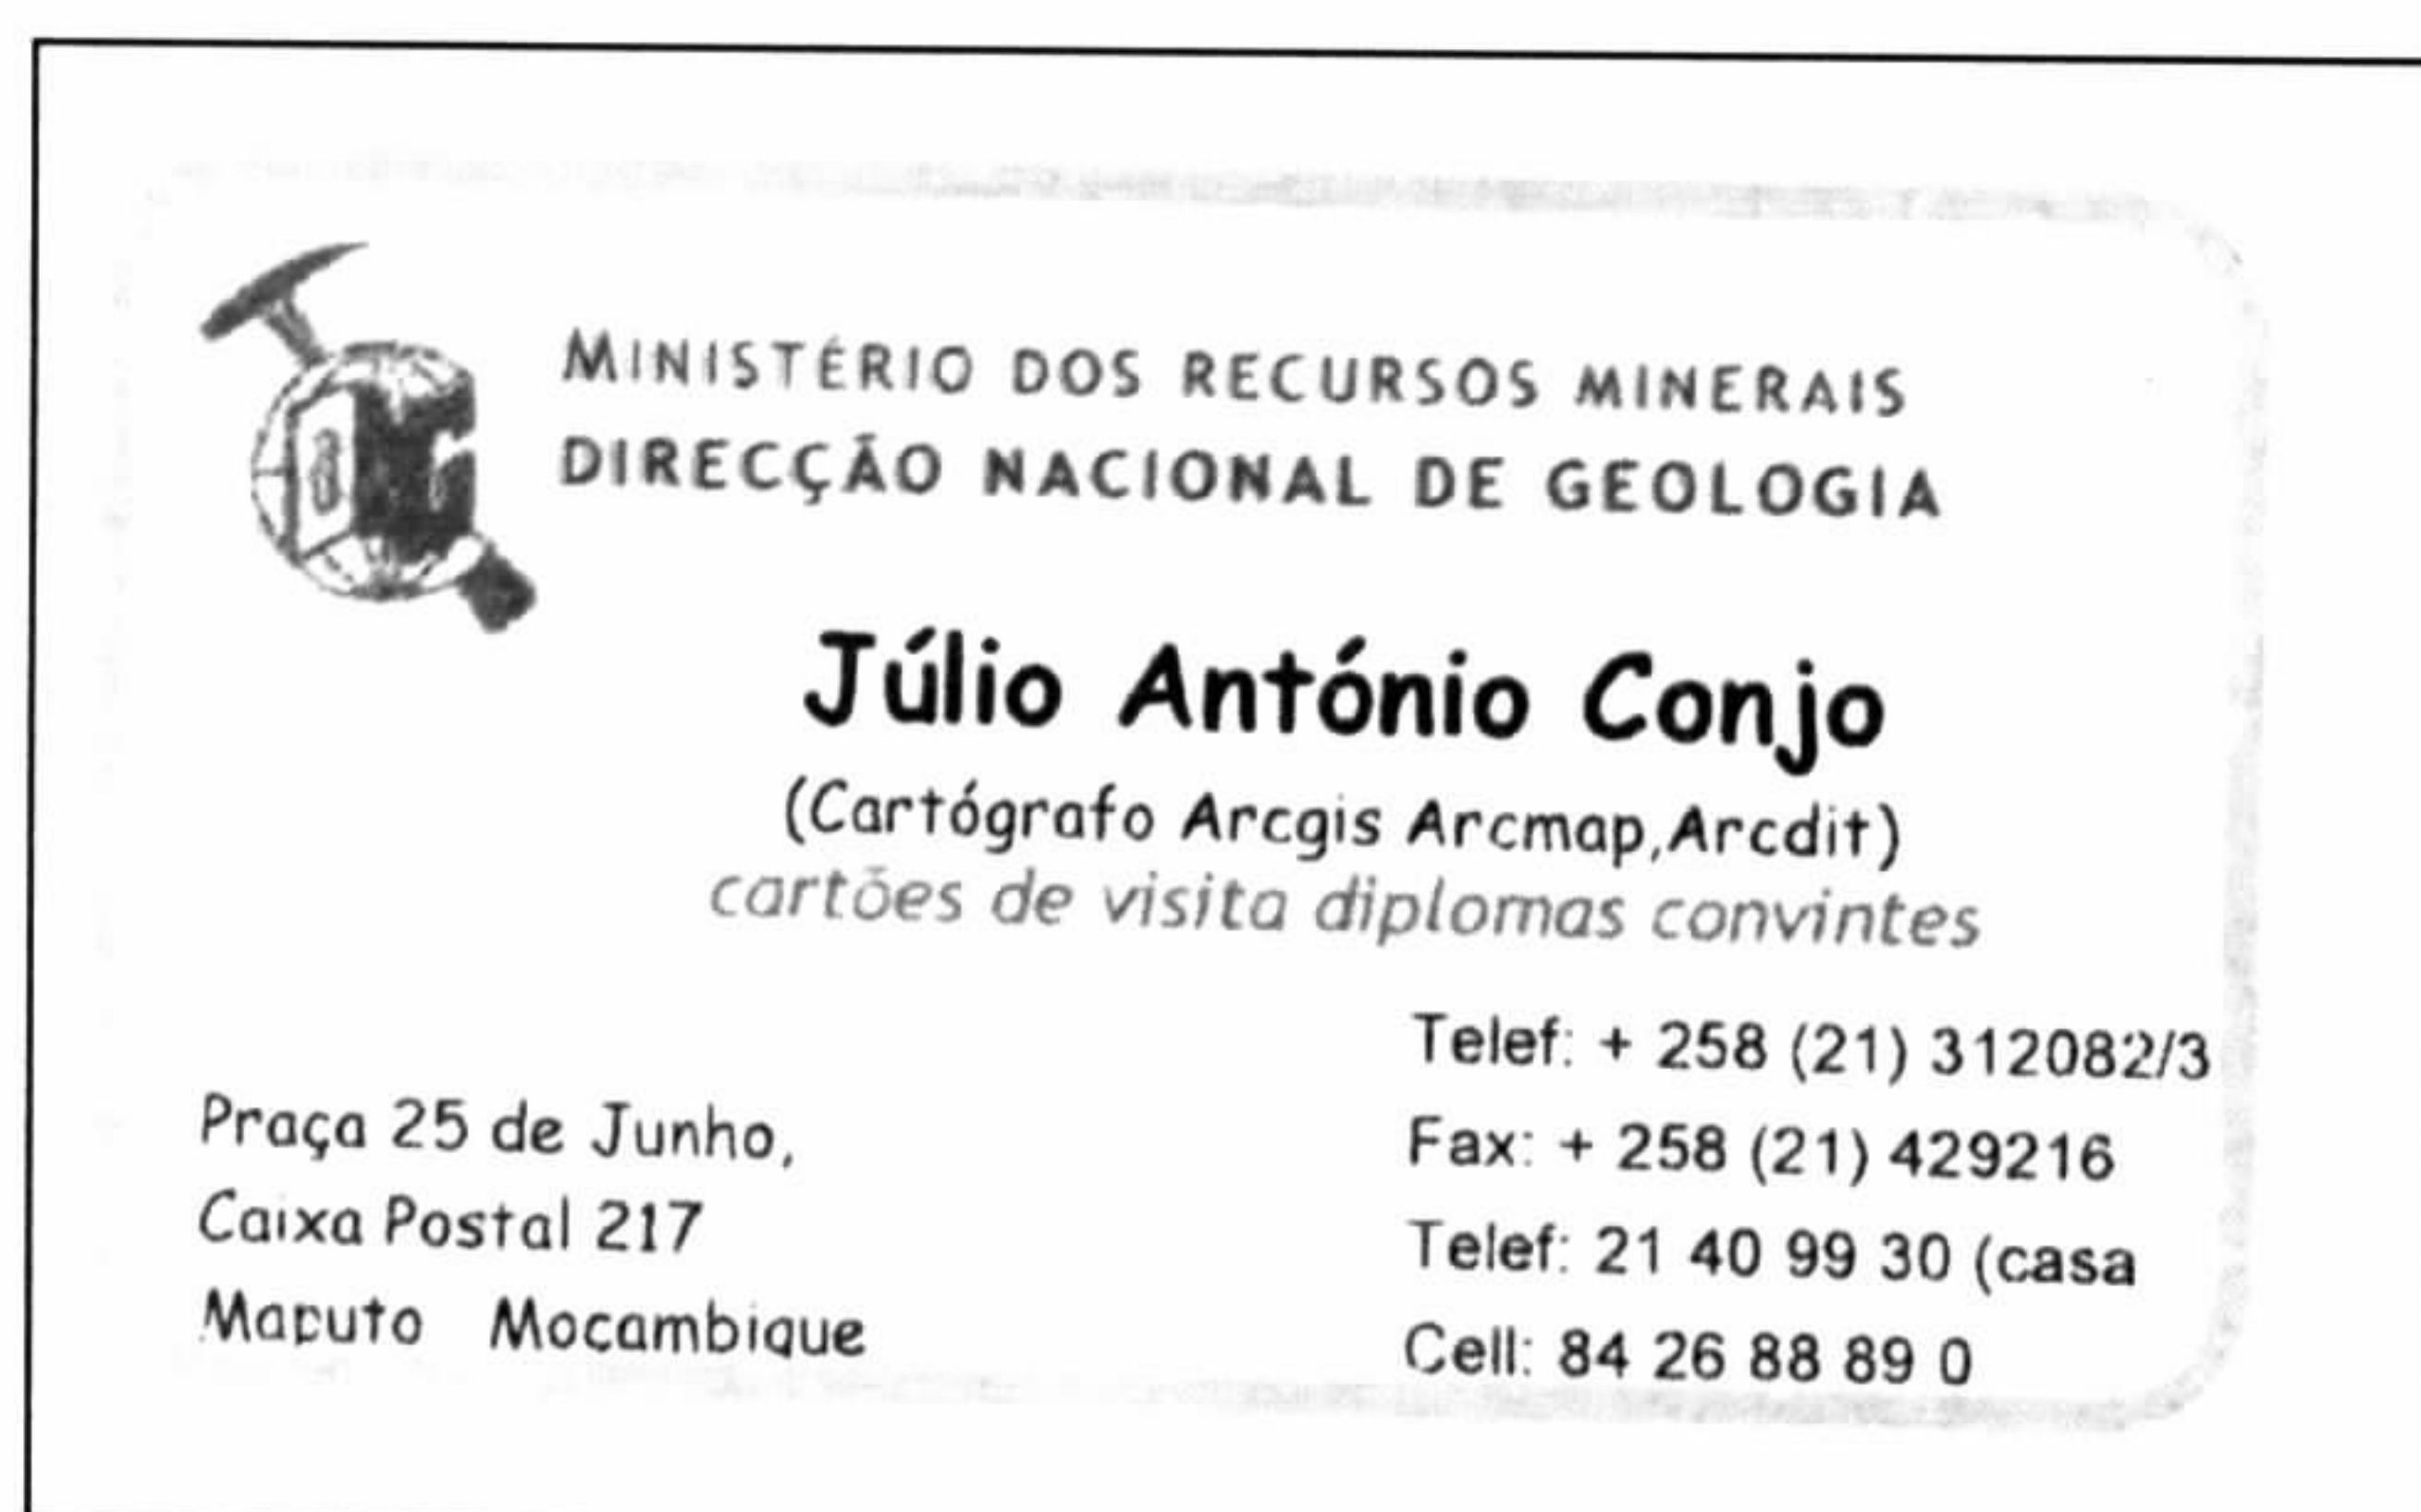 MINISTÉRIO DOS RECURSOS MINERAIS
DIRECÇÃO NACIONAL DE GEOLOGIA
Júlio António Conjo
(Cartógrafo Arcgis Arcmap,Arcdit)
cartões de visita diplomas convintes
Praça 25 de Junho,
Caixa Postal 217
Maputo Moçambique
Telef: + 258 (21) 312082/3
Fax: + 258 (21) 429216
Telef: 21 40 99 30 (casa
Cell: 84 26 88 89 0